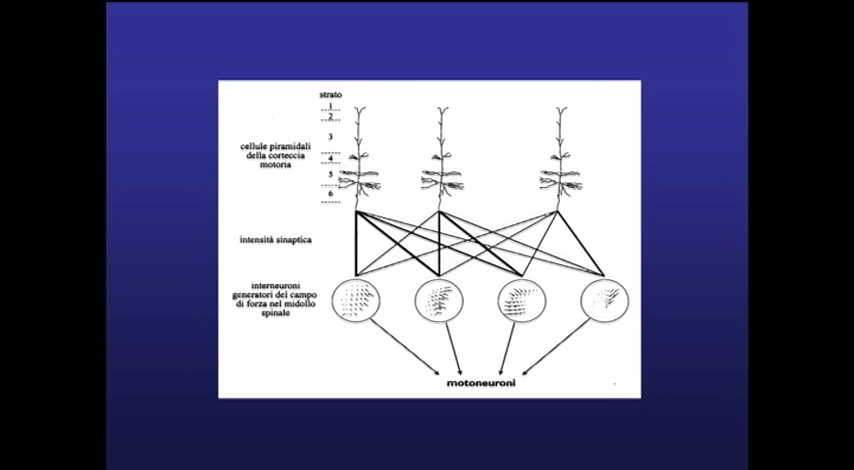 strato
1
2
3
4
5
6
cellule piramidali
della corteccia
motoria
intensità sinaptica
interneuroni
generatori del campo
di forza nel midollo
spinale
motoneuroni